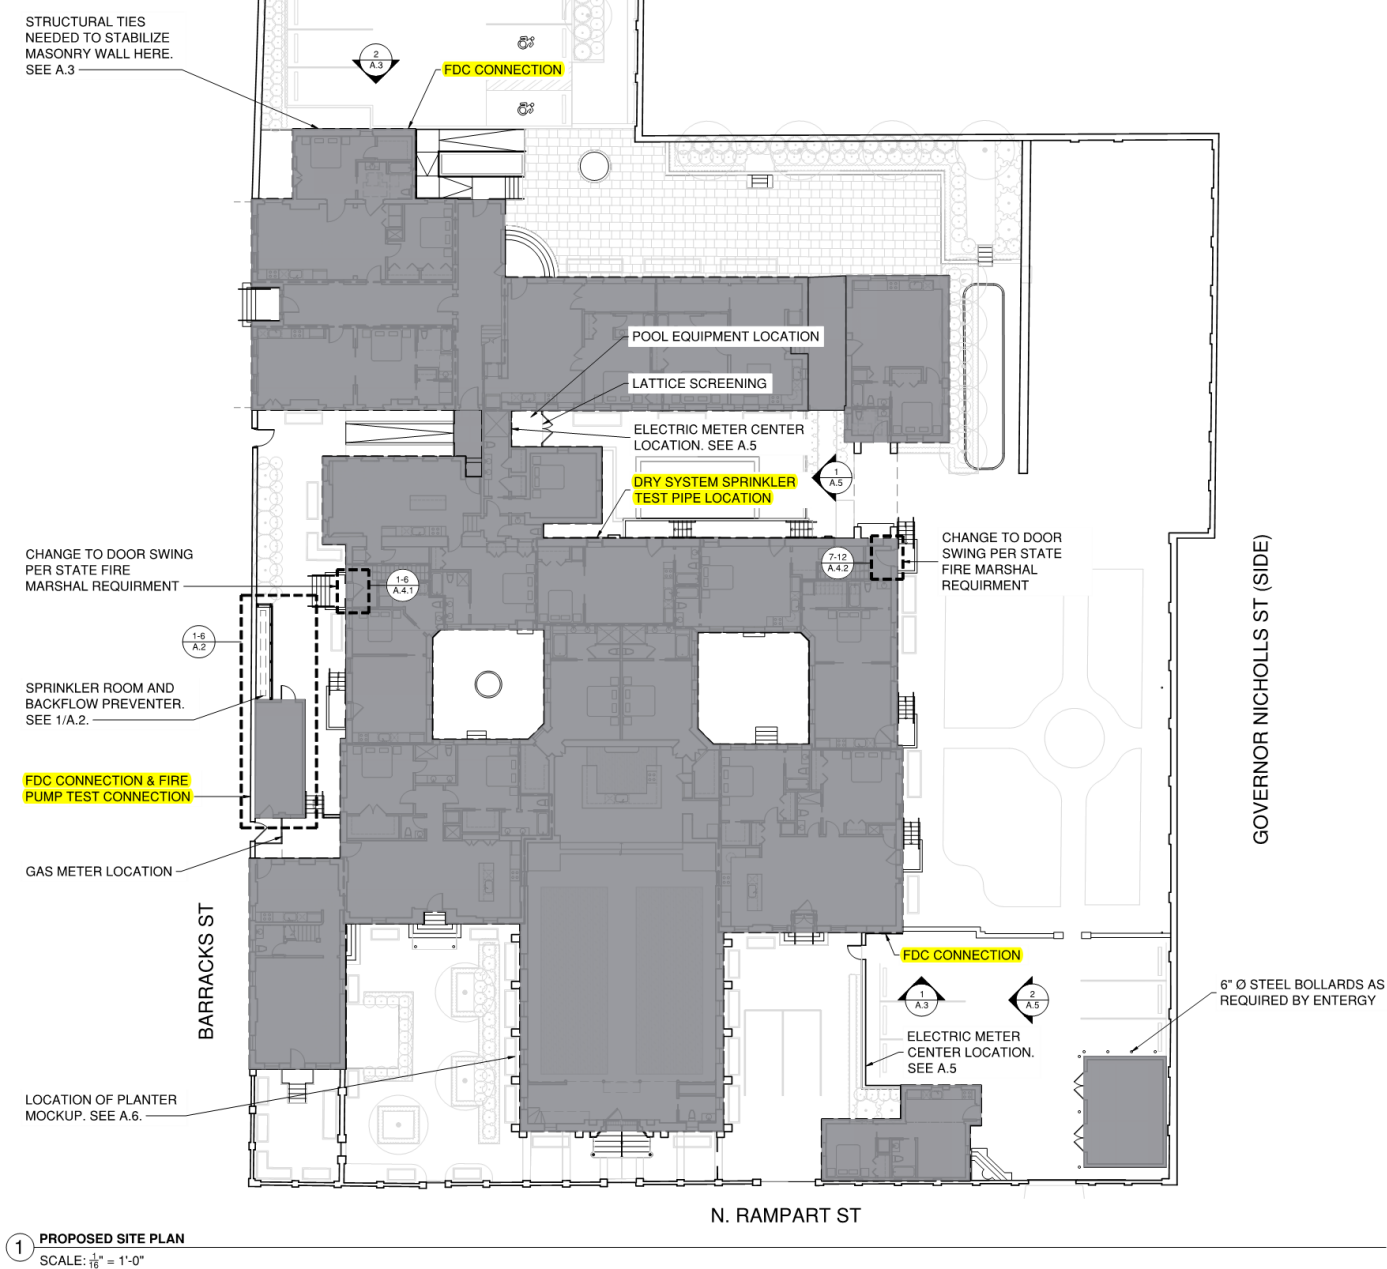 STRUCTURAL TIES
NEEDED TO STABILIZE
MASONRY WALL HERE.
SEE A.3
2
A.3
FDC CONNECTION
POOL EQUIPMENT LOCATION
LATTICE SCREENING
ELECTRIC METER CENTER
LOCATION. SEE A.5
DRY SYSTEM SPRINKLER
TEST PIPE LOCATION
1
A.5
CHANGE TO DOOR SWING
PER STATE FIRE
MARSHAL REQUIRMENT
1-6
A.4.1
7-12
A.4.2
CHANGE TO DOOR
SWING PER STATE
FIRE MARSHAL
REQUIRMENT
1-6
A.2
SPRINKLER ROOM AND
BACKFLOW PREVENTER.
SEE 1/A.2.
FDC CONNECTION & FIRE
PUMP TEST CONNECTION
GAS METER LOCATION
GOVERNOR NICHOLLS ST (SIDE)
BARRACKS ST
FDC CONNECTION
1
A.3
2
A.5
6" Ø STEEL BOLLARDS AS
REQUIRED BY ENTERGY
ELECTRIC METER
CENTER LOCATION.
SEE A.5
LOCATION OF PLANTER
MOCKUP. SEE A.6.
N. RAMPART ST
1
PROPOSED SITE PLAN
SCALE: 1/16" = 1'-0"